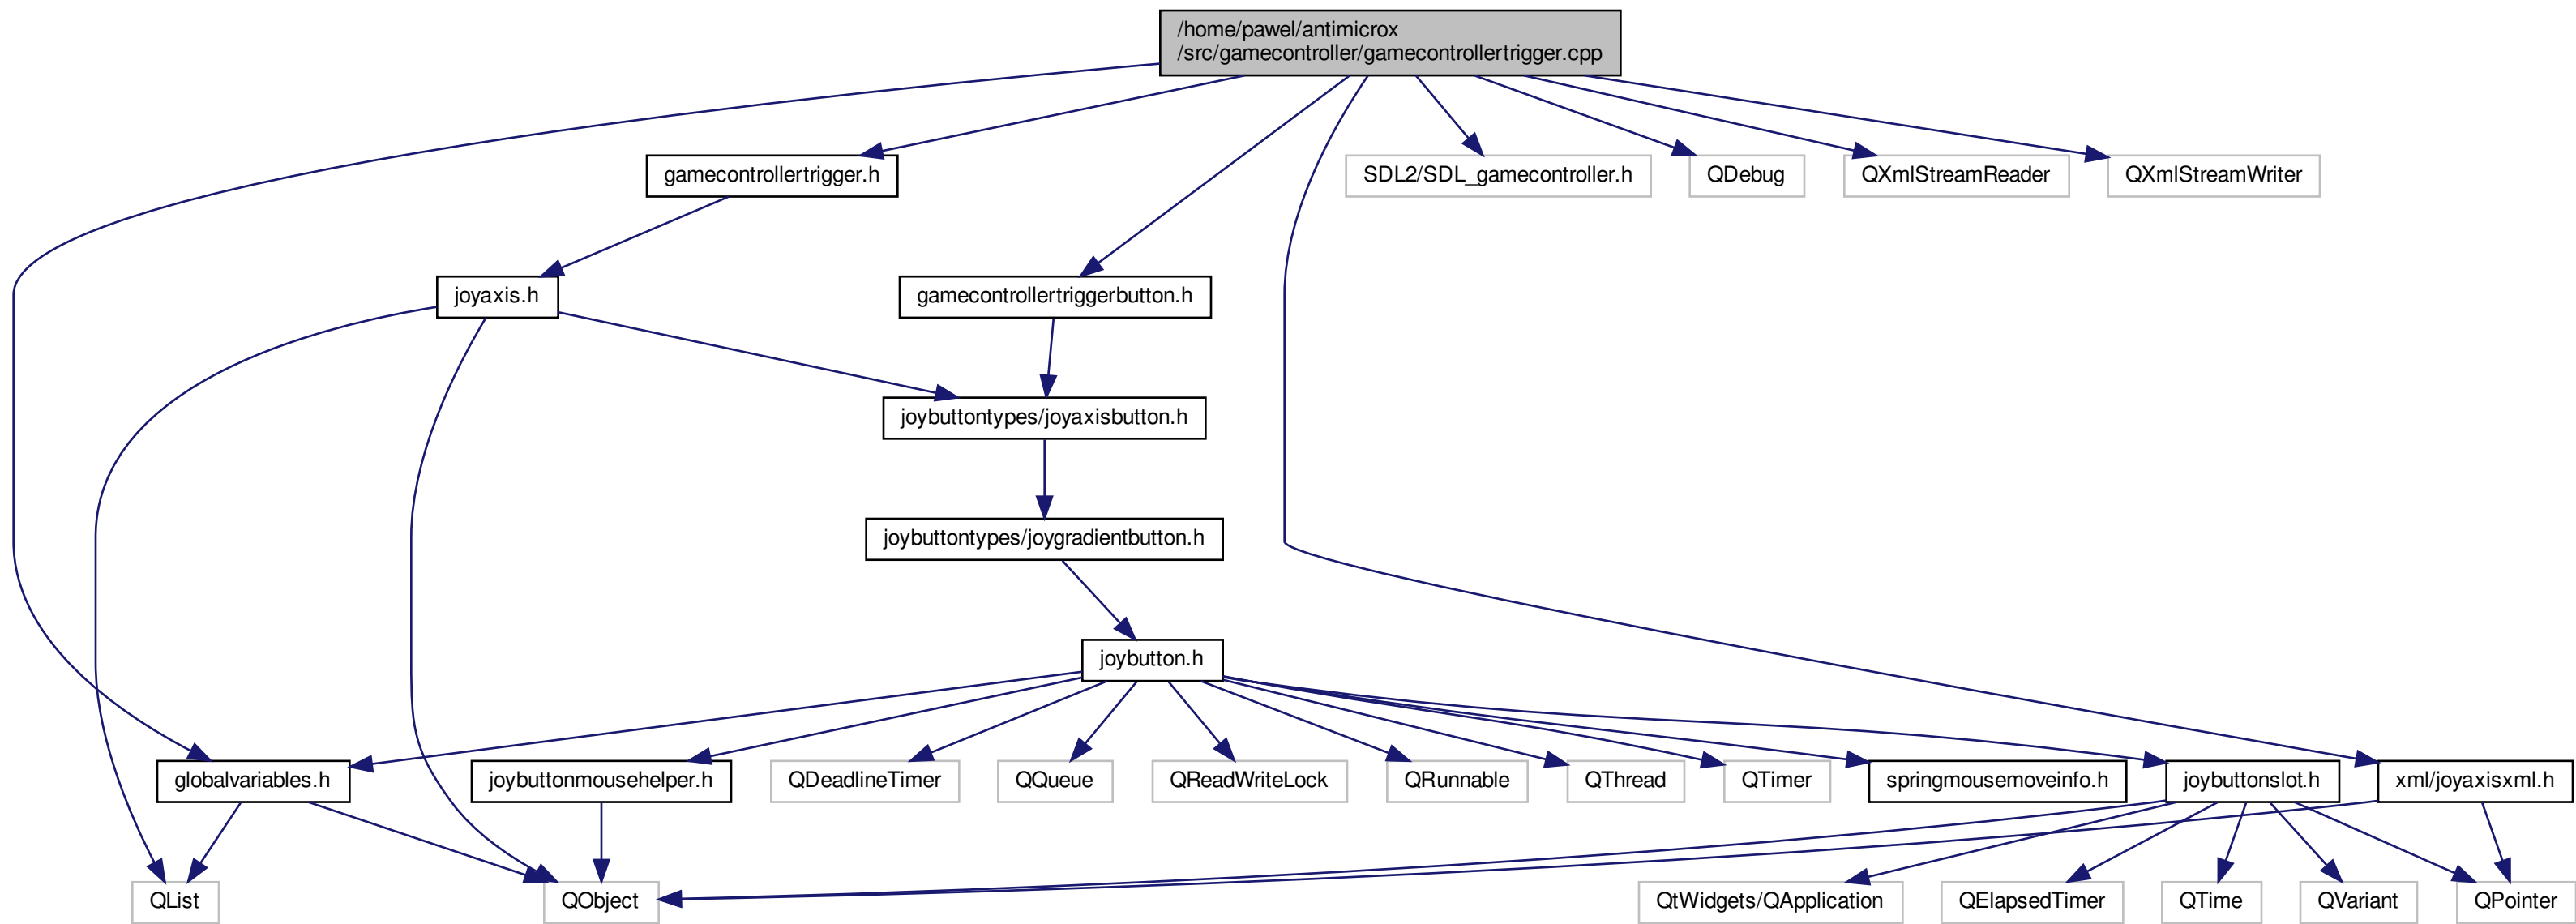 /home/pawel/antimicrox
/src/gamecontroller/gamecontrollertrigger.cpp
gamecontrollertrigger.h
SDL2/SDL_gamecontroller.h
QDebug
QXmlStreamReader
QXmlStreamWriter
joyaxis.h
gamecontrollertriggerbutton.h
joybuttontypes/joyaxisbutton.h
joybuttontypes/joygradientbutton.h
joybutton.h
globalvariables.h
joybuttonmousehelper.h
QDeadlineTimer
QQueue
QReadWriteLock
QRunnable
QThread
QTimer
springmousemoveinfo.h
joybuttonslot.h
xml/joyaxisxml.h
QList
QObject
QtWidgets/QApplication
QElapsedTimer
QTime
QVariant
QPointer